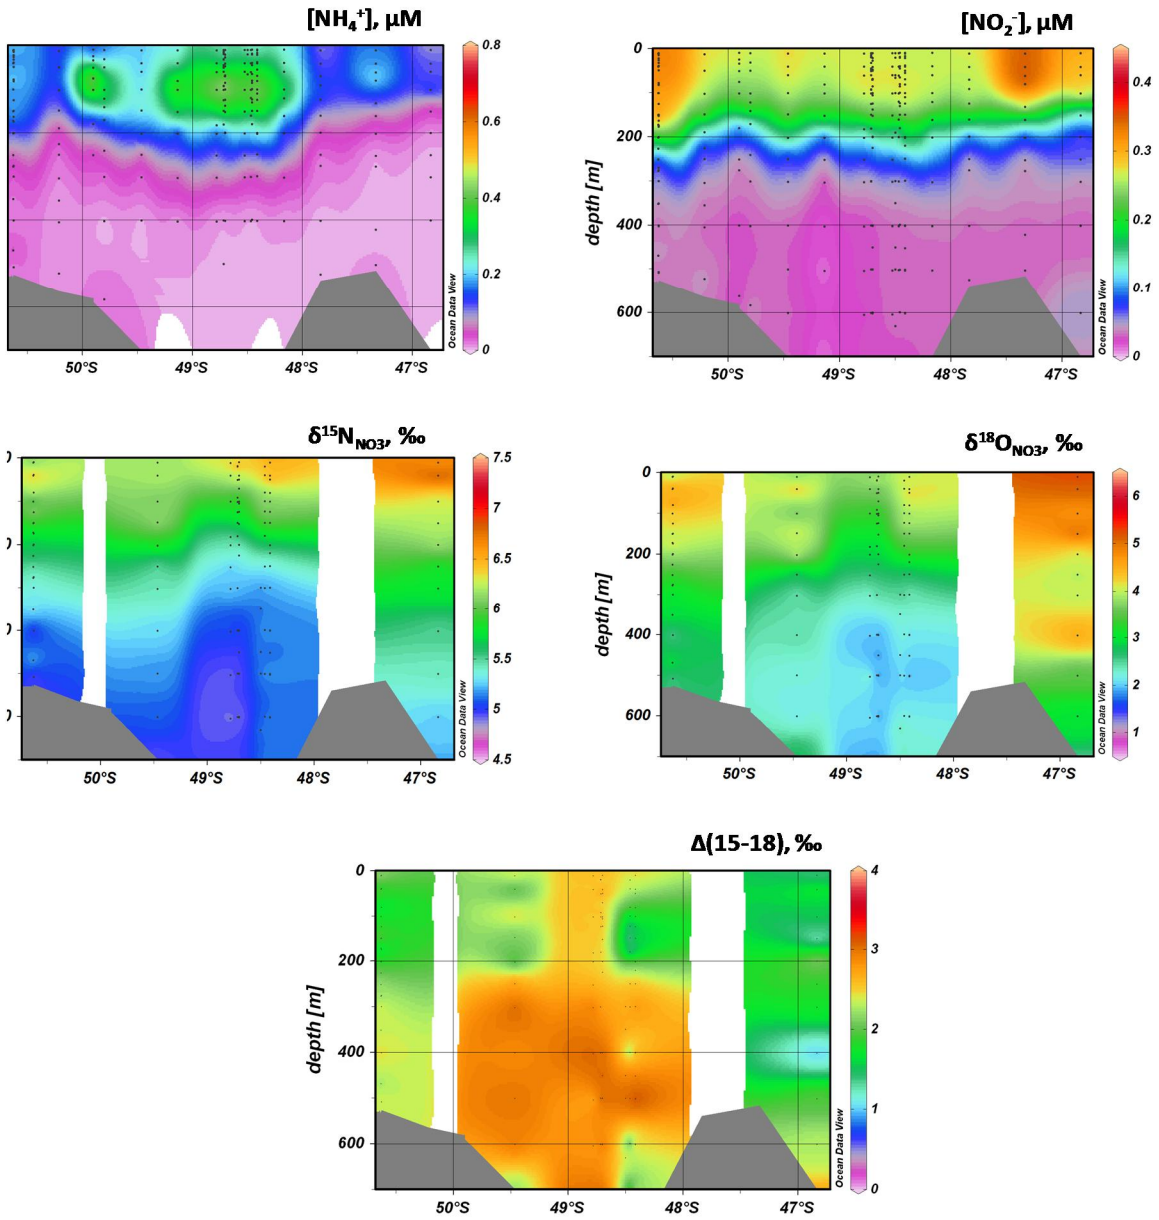 [NH4+], μM
0.8
0.6
0.4
0.2
0
Ocean Data View
50°S
49°S
48°S
47°S
[NO2-], μM
0
200
400
600
depth [m]
0.4
0.3
0.2
0.1
0
Ocean Data View
50°S
49°S
48°S
47°S
δ15NNO3, ‰
7.5
7
6.5
6
5.5
5
4.5
Ocean Data View
50°S
49°S
48°S
47°S
δ18ONO3, ‰
0
200
400
600
depth [m]
6
5
4
3
2
1
Ocean Data View
50°S
49°S
48°S
47°S
Δ(15-18), ‰
0
200
400
600
depth [m]
4
3
2
1
0
Ocean Data View
50°S
49°S
48°S
47°S